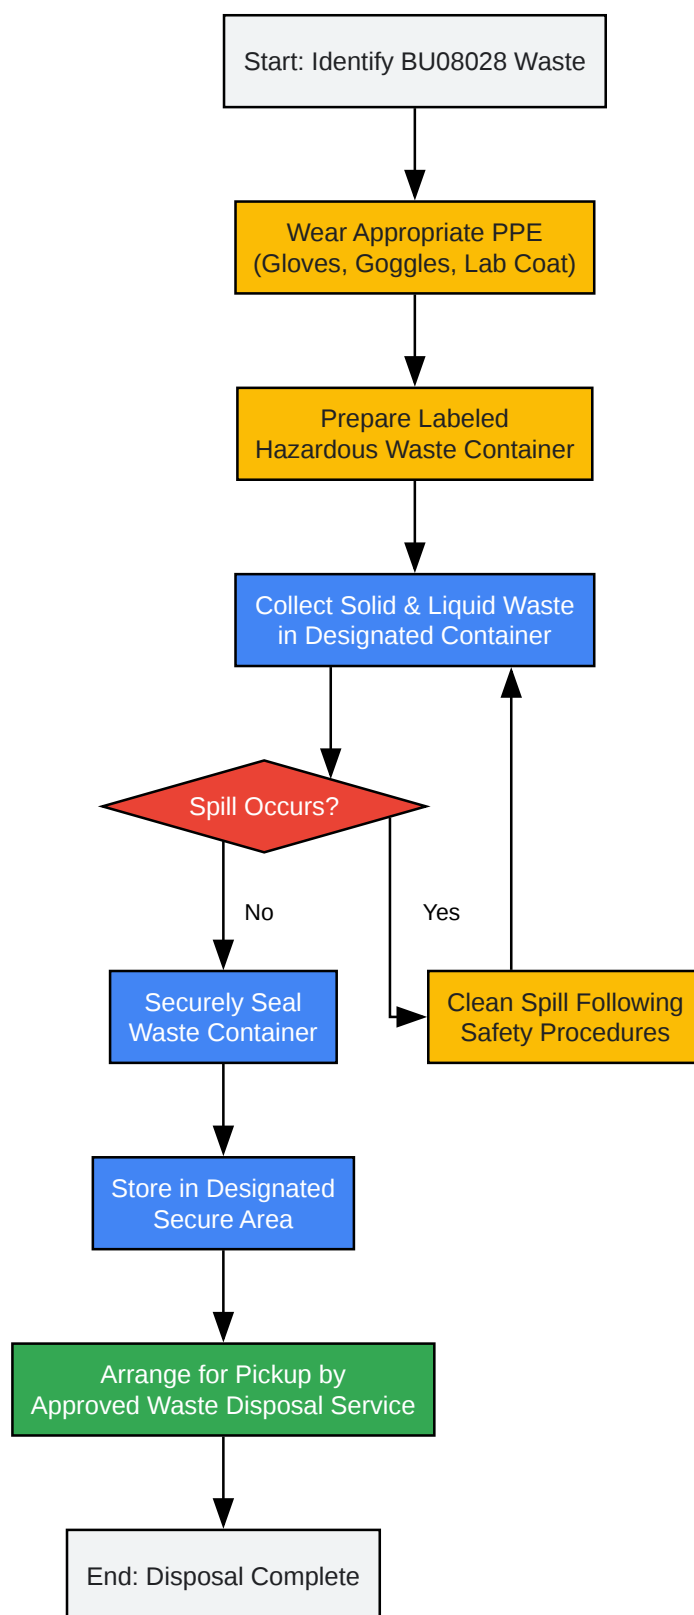 Start: Identify BU08028 Waste
Wear Appropriate PPE
(Gloves, Goggles, Lab Coat)
Prepare Labeled
Hazardous Waste Container
Collect Solid & Liquid Waste
in Designated Container
Spill Occurs?
No
Yes
Securely Seal
Waste Container
Clean Spill Following
Safety Procedures
Store in Designated
Secure Area
Arrange for Pickup by
Approved Waste Disposal Service
End: Disposal Complete